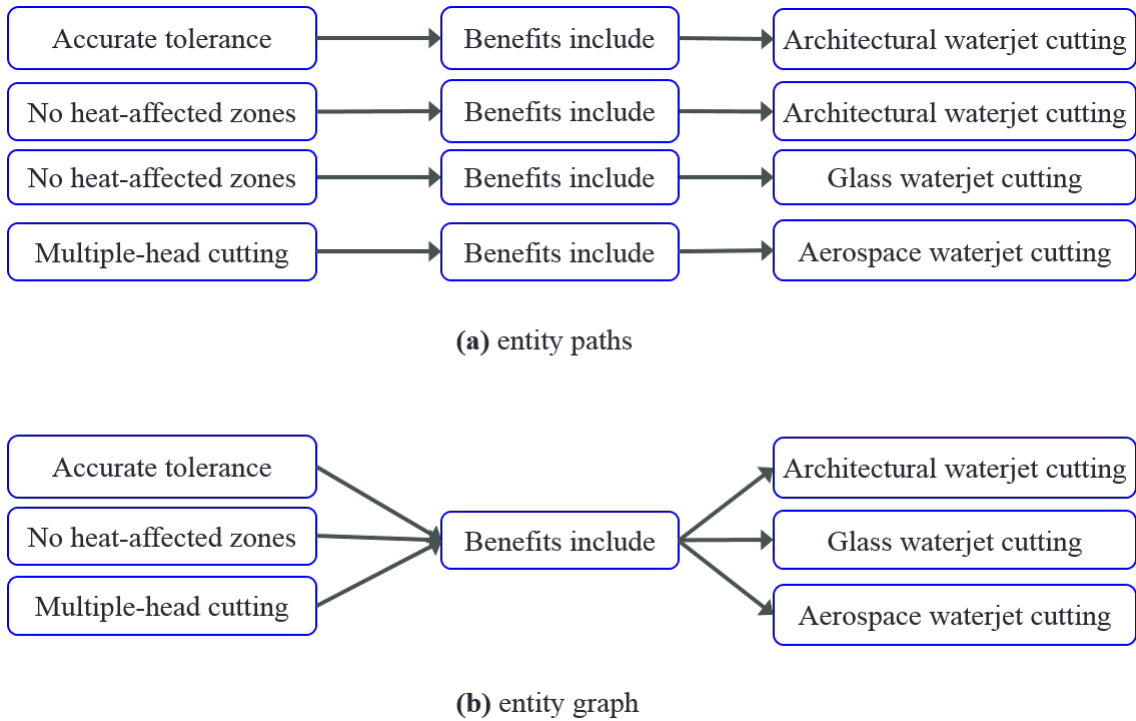 Accurate tolerance Benefits include Architectural waterjet cutting
No heat-affected zones Benefits include Architectural waterjet cutting
No heat-affected zones Benefits include Glass waterjet cutting
Multiple-head cutting Benefits include Aerospace waterjet cutting
(a) entity paths
Accurate tolerance Architectural waterjet cutting
No heat-affected zones Benefits include Glass waterjet cutting
Multiple-head cutting Aerospace waterjet cutting
(b) entity graph